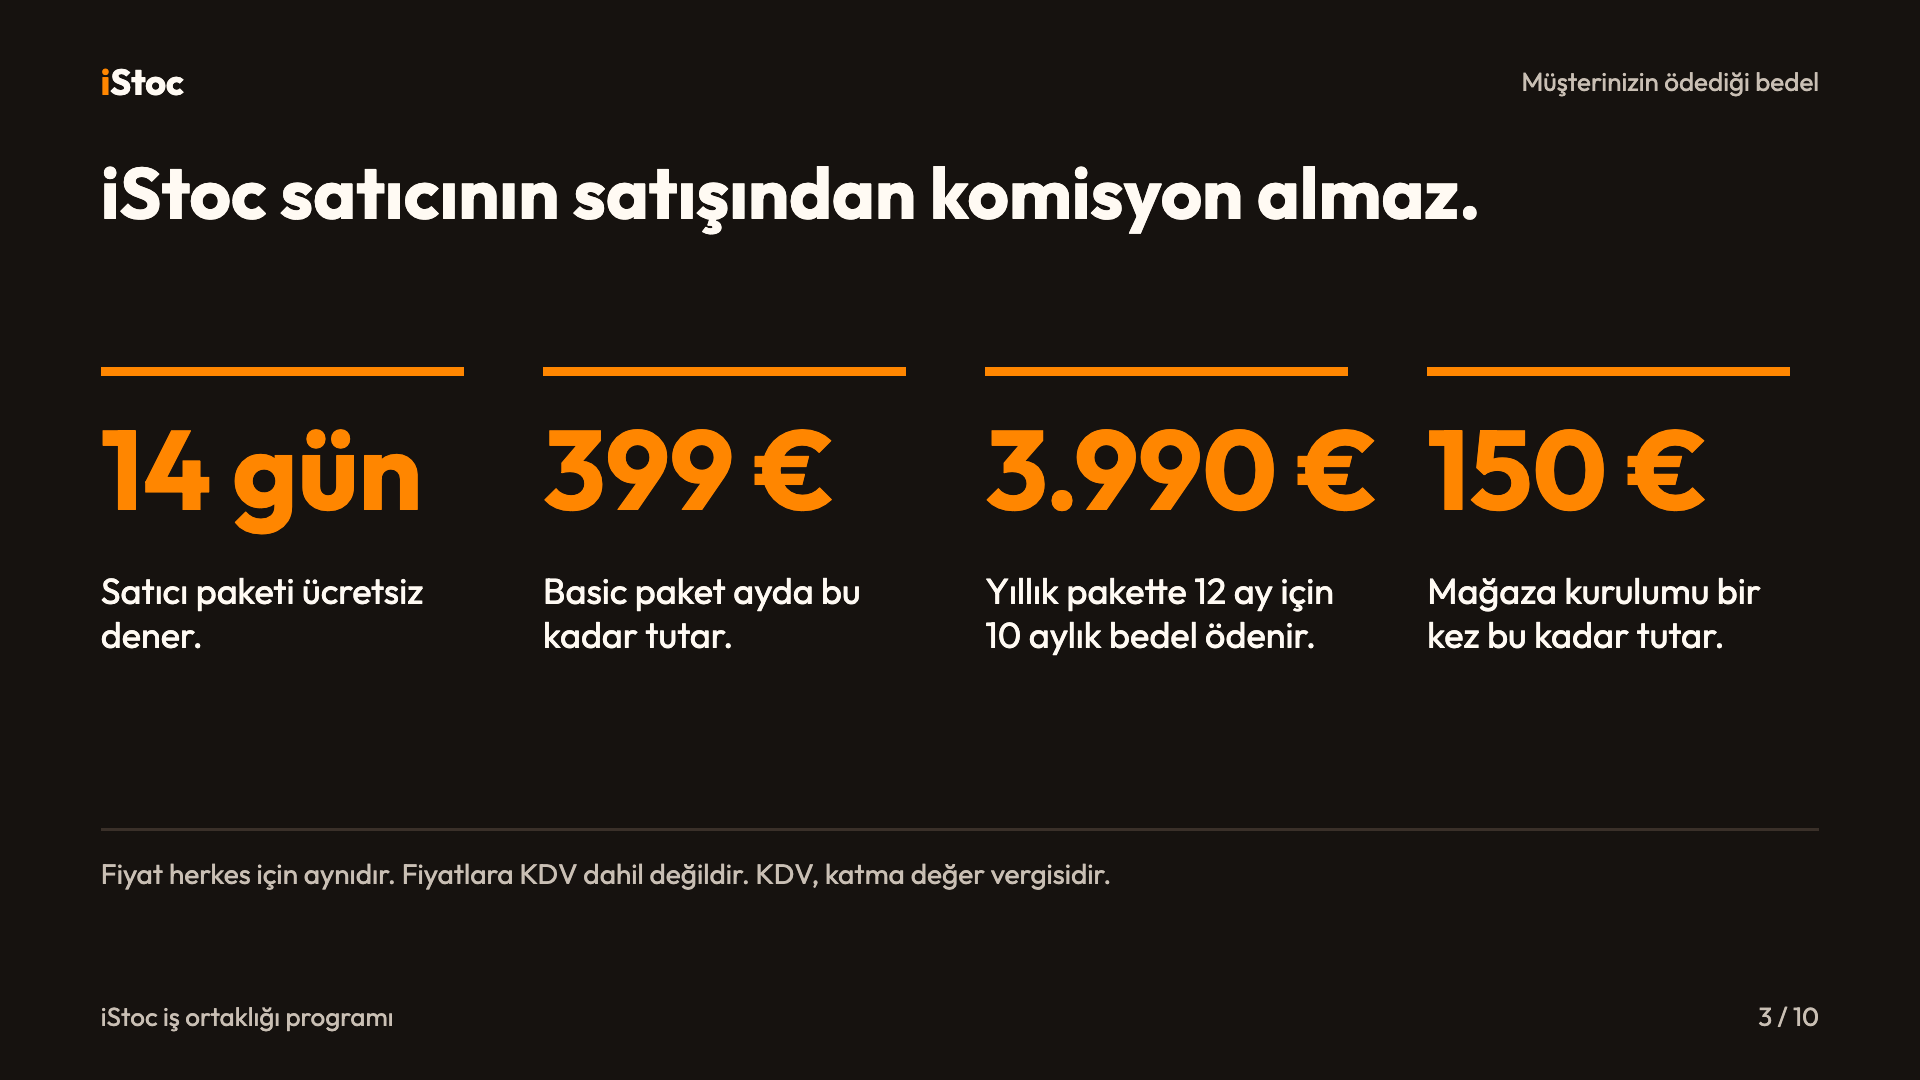 iStoc
Müşterinizin ödediği bedel
iStoc satıcının satışından komisyon almaz.
14 gün
Satıcı paketi ücretsiz
dener.
399 €
Basic paket ayda bu
kadar tutar.
3.990 €
Yıllık pakette 12 ay için
10 aylık bedel ödenir.
150 €
Mağaza kurulumu bir
kez bu kadar tutar.
Fiyat herkes için aynıdır. Fiyatlara KDV dahil değildir. KDV, katma değer vergisidir.
iStoc iş ortaklığı programı
3 / 10